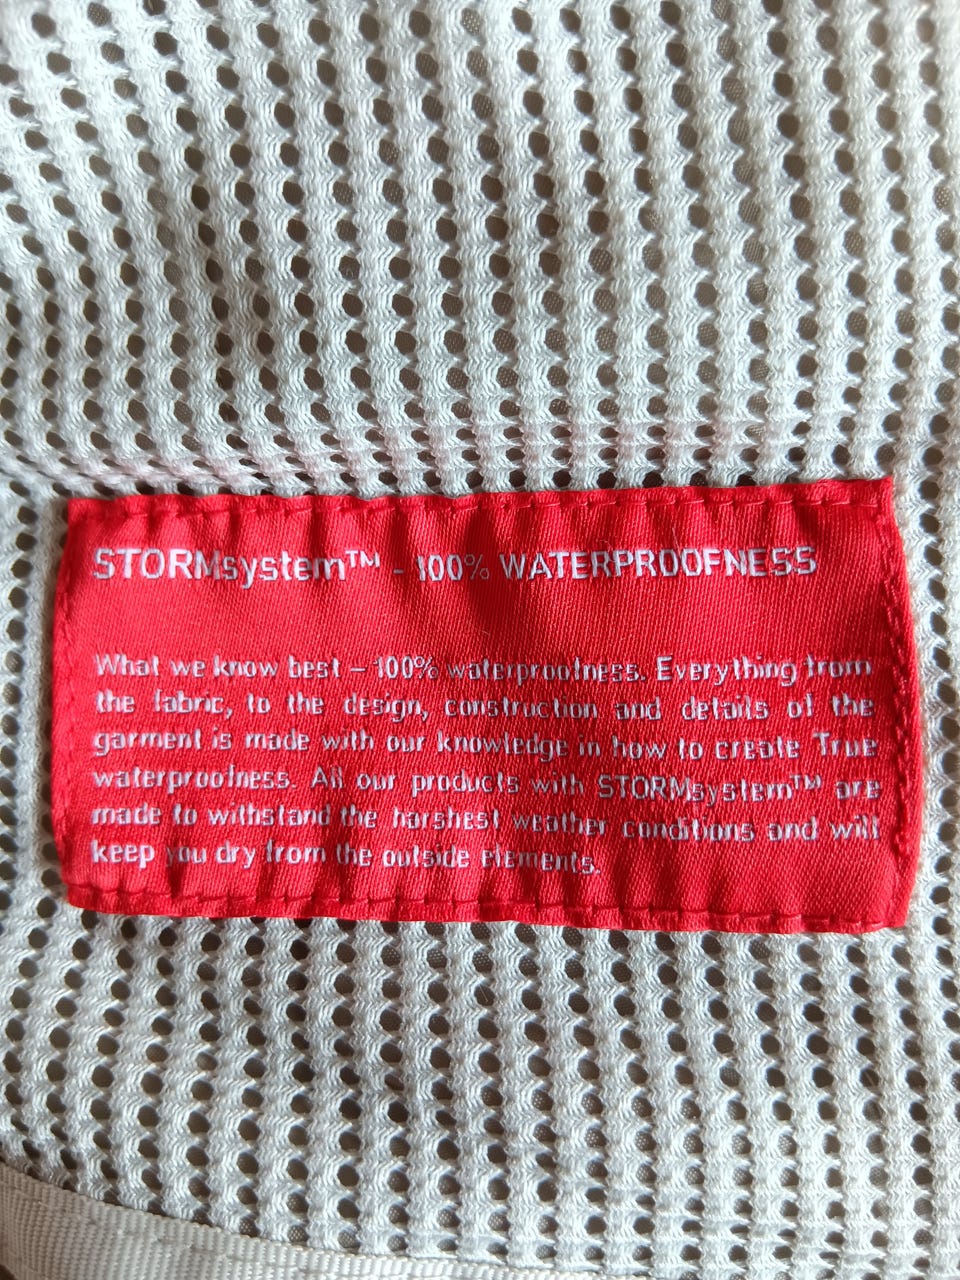 STORMsystem™ - 100% WATERPROOFNESS
What we know best – 100% waterproofness. Everything from
the fabric, to the design, construction and details of the
garment is made with our knowledge in how to create True
waterproofness. All our products with STORMsystem™ are
made to withstand the harshest weather conditions and will
keep you dry from the outside elements.